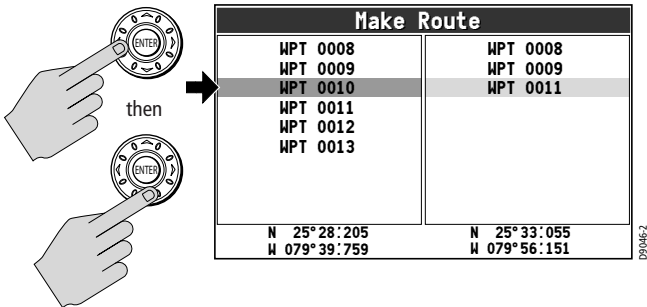 Make Route
ENTER
then
ENTER
WPT 0008
WPT 0009
WPT 0010
WPT 0011
WPT 0012
WPT 0013
N 25°28.205
W 079°39.759
WPT 0008
WPT 0009
WPT 0011
N 25°33.055
W 079°56.151
D9046-2